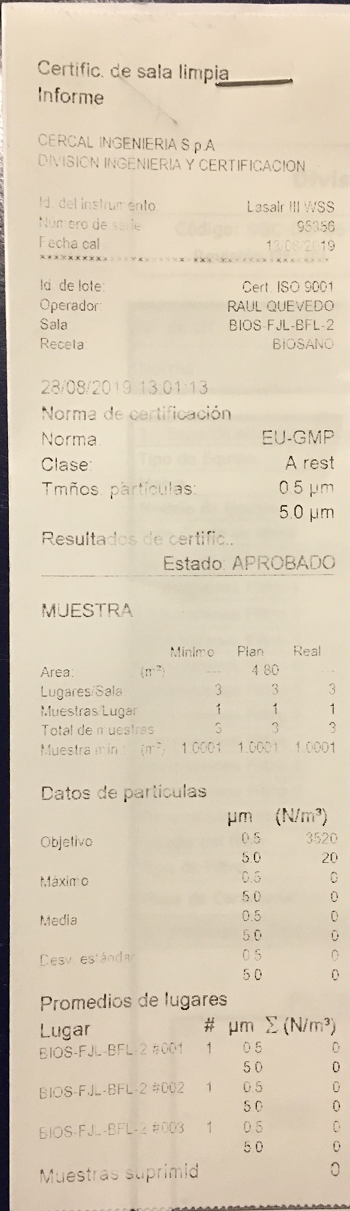 Certific. de sala limpia
Informe
CERCAL INGENIERIA S p A
DIVISION INGENIERIA Y CERTIFICACION
Id. del instrumento Lasair III WSS
Número de serie 95356
Fecha cal 2019
Id. de lote: Cert. ISO 9001
Operador: RAUL QUEVEDO
Sala BIOS-FJL-BFL-2
Receta BIOSANO
28/08/2019 13:01:13
Norma de certificación
Norma EU-GMP
Clase: A rest
Tmños. partículas: 0.5 µm
5.0 µm
Resultados de certific..
Estado: APROBADO
MUESTRA
Mínimo Plan Real
Area: (m²) --- 4.80 ---
Lugares/Sala 3 3 3
Muestras/Lugar 1 1 1
Total de muestras 3 3 3
Muestra mín.: (m³) 1.0001 1.0001 1.0001
Datos de partículas
µm (N/m³)
Objetivo 0.5 3520
5.0 20
Máximo 0.5 0
5.0 0
Media 0.5 0
5.0 0
Desv. estándar 0.5 0
5.0 0
Promedios de lugares
Lugar # µm Σ (N/m³)
BIOS-FJL-BFL-2 #001 1 0.5 0
5.0 0
BIOS-FJL-BFL-2 #002 1 0.5 0
5.0 0
BIOS-FJL-BFL-2 #003 1 0.5 0
5.0 0
Muestras suprimid 0